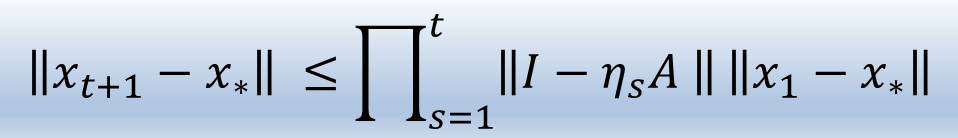 ‖x_{t+1} − x_*‖ ≤ ∏_{s=1}^{t} ‖I − η_s A‖ ‖x_1 − x_*‖